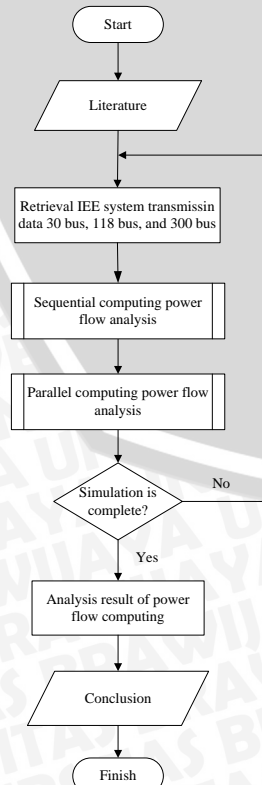 Start
Literature
Retrieval IEE system transmissin
data 30 bus, 118 bus, and 300 bus
Sequential computing power
flow analysis
Parallel computing power flow
analysis
Simulation is
complete?
No
Yes
Analysis result of power
flow computing
Conclusion
Finish